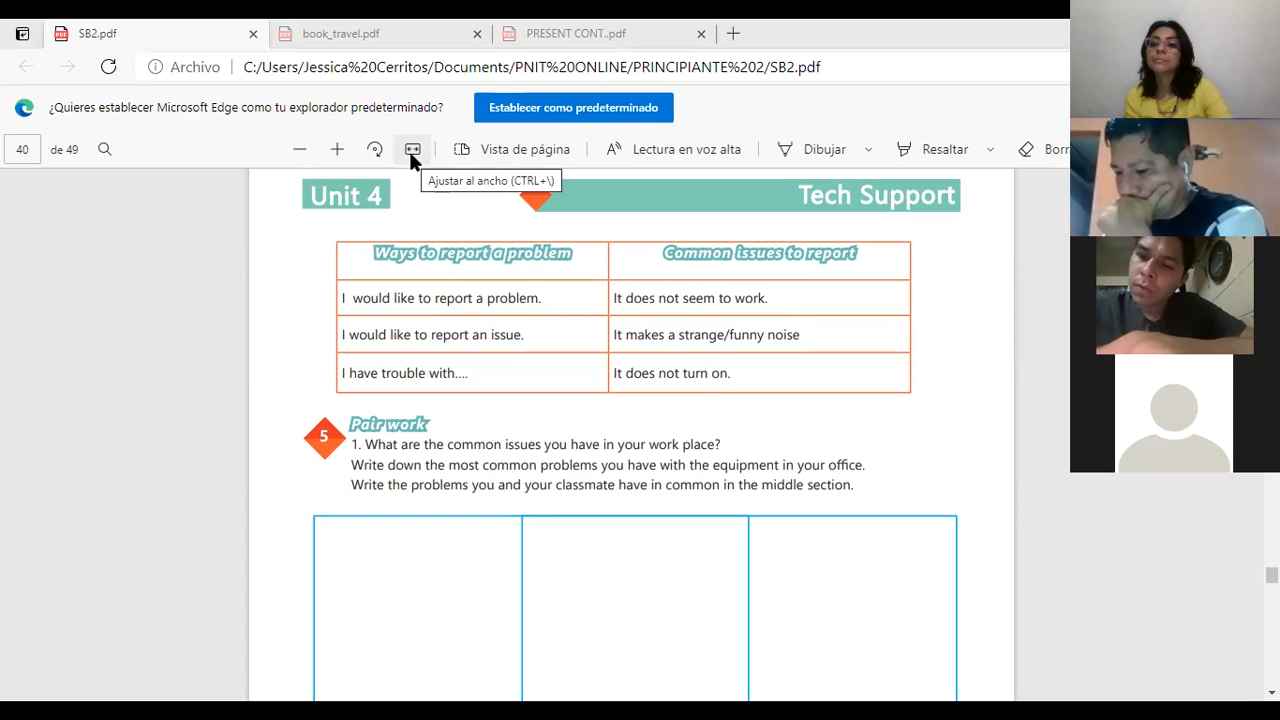 SB2.pdf
book_travel.pdf
PRESENT CONT..pdf
Archivo
C:/Users/Jessica%20Cerritos/Documents/PNIT%20ONLINE/PRINCIPIANTE%202/SB2.pdf
¿Quieres establecer Microsoft Edge como tu explorador predeterminado?
Establecer como predeterminado
40
de 49
Vista de página
Lectura en voz alta
Dibujar
Resaltar
Borr
Ajustar al ancho (CTRL+\)
Unit 4
Tech Support
Ways to report a problem
Common issues to report
I would like to report a problem.
It does not seem to work.
I would like to report an issue.
It makes a strange/funny noise
I have trouble with....
It does not turn on.
5
Pair work
1. What are the common issues you have in your work place?
Write down the most common problems you have with the equipment in your office.
Write the problems you and your classmate have in common in the middle section.